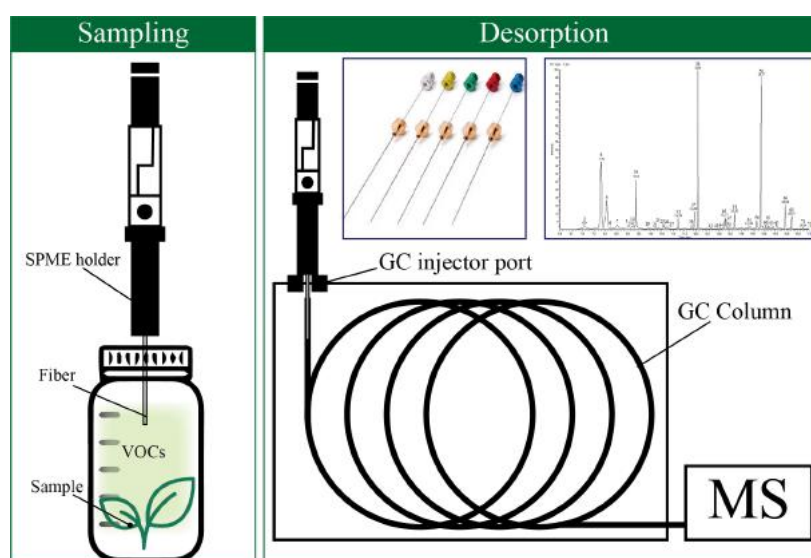 Sampling
Desorption
SPME holder
GC injector port
GC Column
Fiber
VOCs
Sample
MS